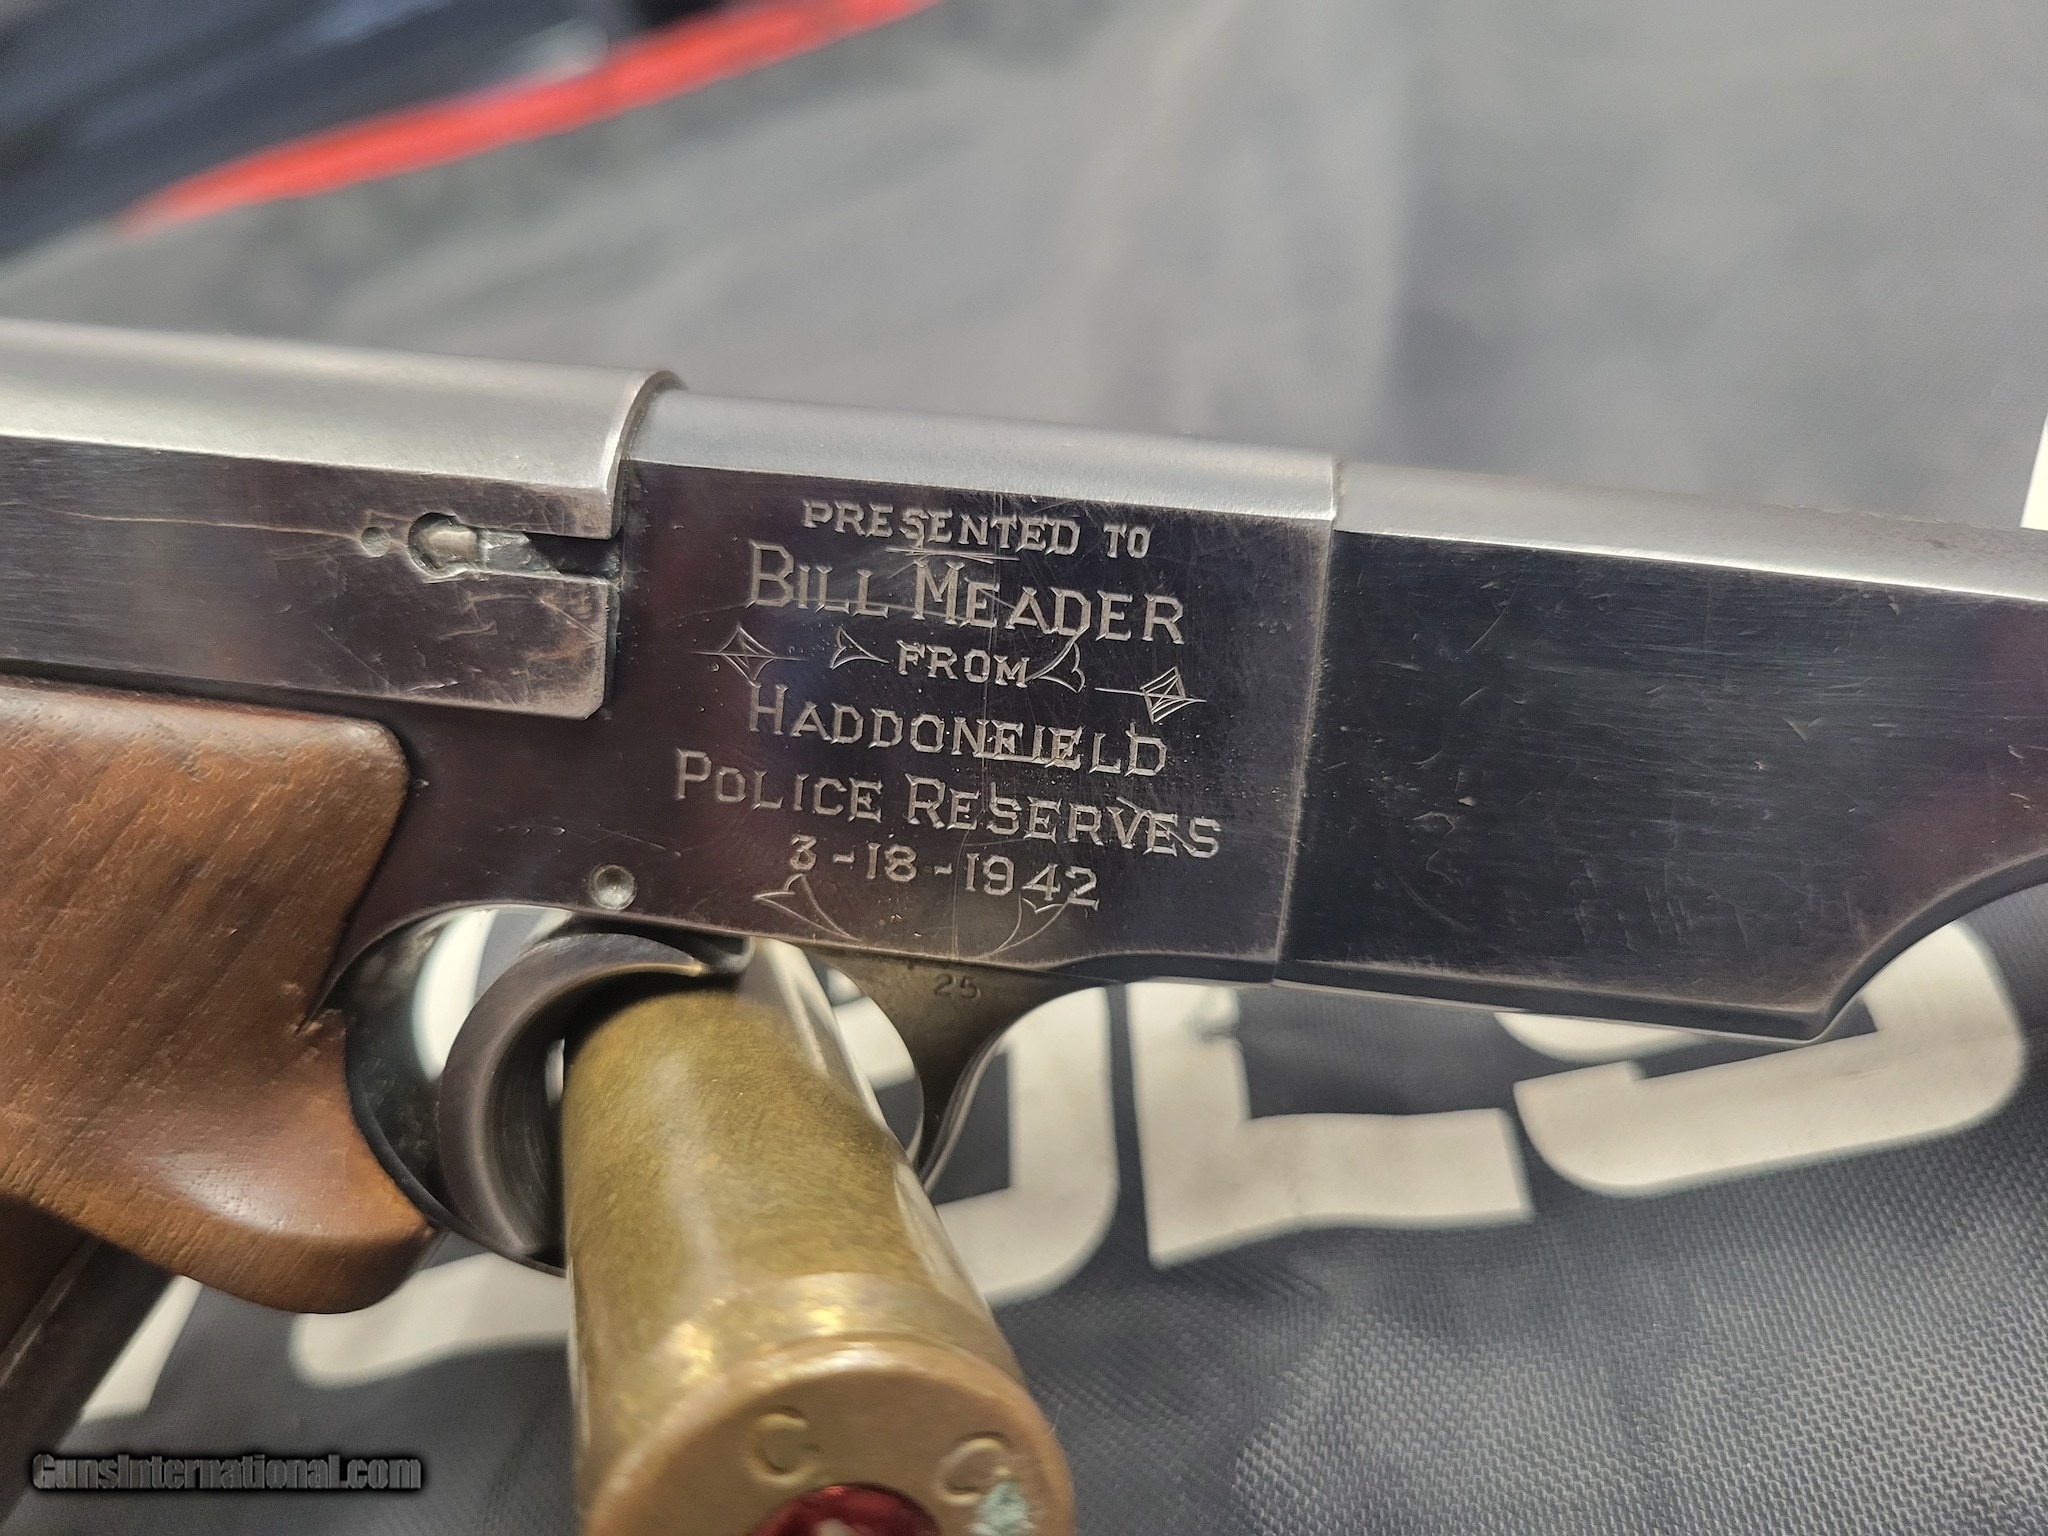 PRESENTED TO
BILL MEADER
FROM
HADDONFIELD
POLICE RESERVES
3-18-1942
25
C C
GunsInternational.com